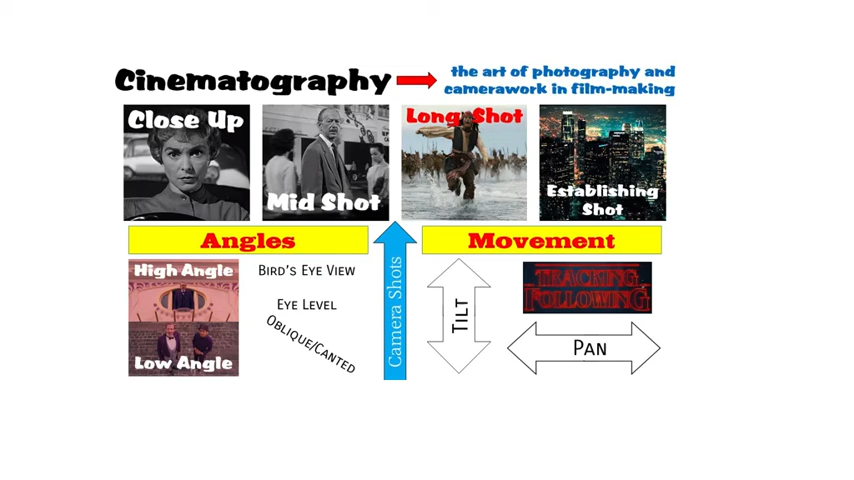 Cinematography
the art of photography and
camerawork in film-making
Close Up
Mid Shot
Long Shot
Establishing
Shot
Angles
Movement
High Angle
Low Angle
Bird's Eye View
Eye Level
Oblique/Canted
Camera Shots
Tilt
TRACKING
FOLLOWING
Pan